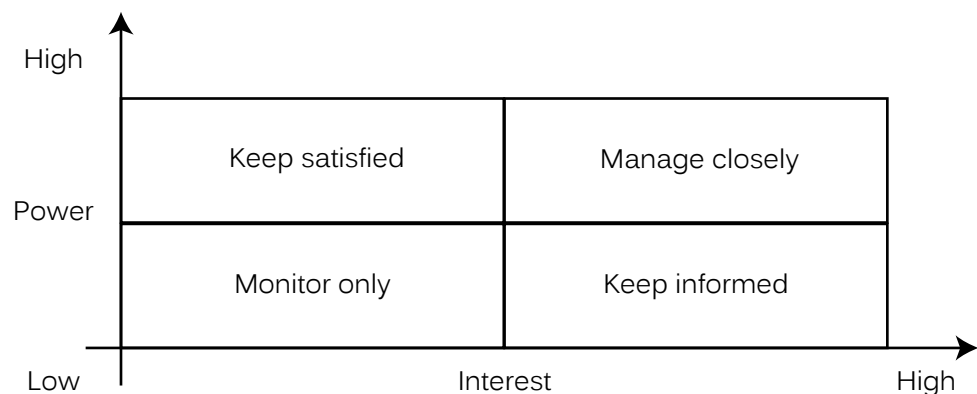 High
Keep satisfied
Manage closely
Power
Monitor only
Keep informed
Low
Interest
High